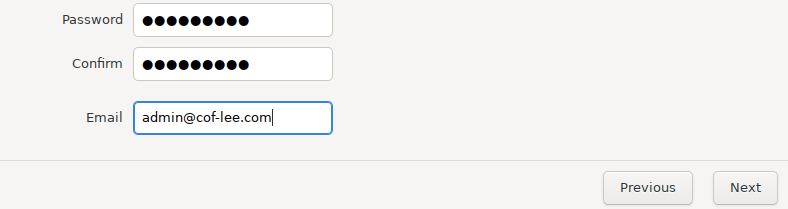 Password ●●●●●●●●●
Confirm ●●●●●●●●●
Email admin@cof-lee.com
Previous Next